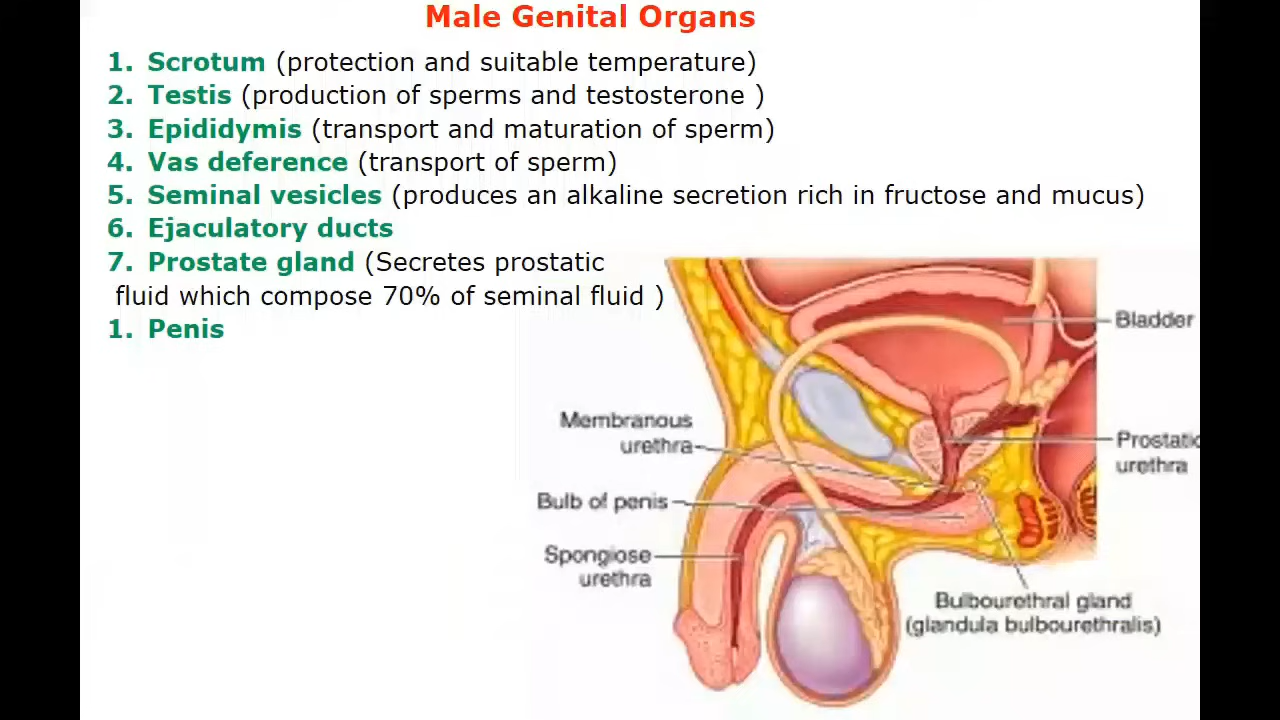 Male Genital Organs
1. Scrotum (protection and suitable temperature)
2. Testis (production of sperms and testosterone )
3. Epididymis (transport and maturation of sperm)
4. Vas deference (transport of sperm)
5. Seminal vesicles (produces an alkaline secretion rich in fructose and mucus)
6. Ejaculatory ducts
7. Prostate gland (Secretes prostatic
fluid which compose 70% of seminal fluid )
1. Penis
Bladder
Membranous
urethra
Prostatic
urethra
Bulb of penis
Spongiose
urethra
Bulbourethral gland
(glandula bulbourethralis)